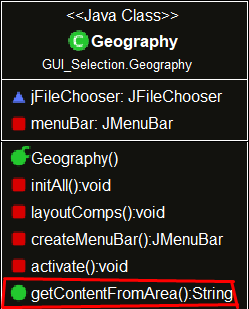 <<Java Class>>
Geography
GUI_Selection.Geography
jFileChooser: JFileChooser
menuBar: JMenuBar
Geography()
initAll():void
layoutComps():void
createMenuBar():JMenuBar
activate():void
getContentFromArea():String